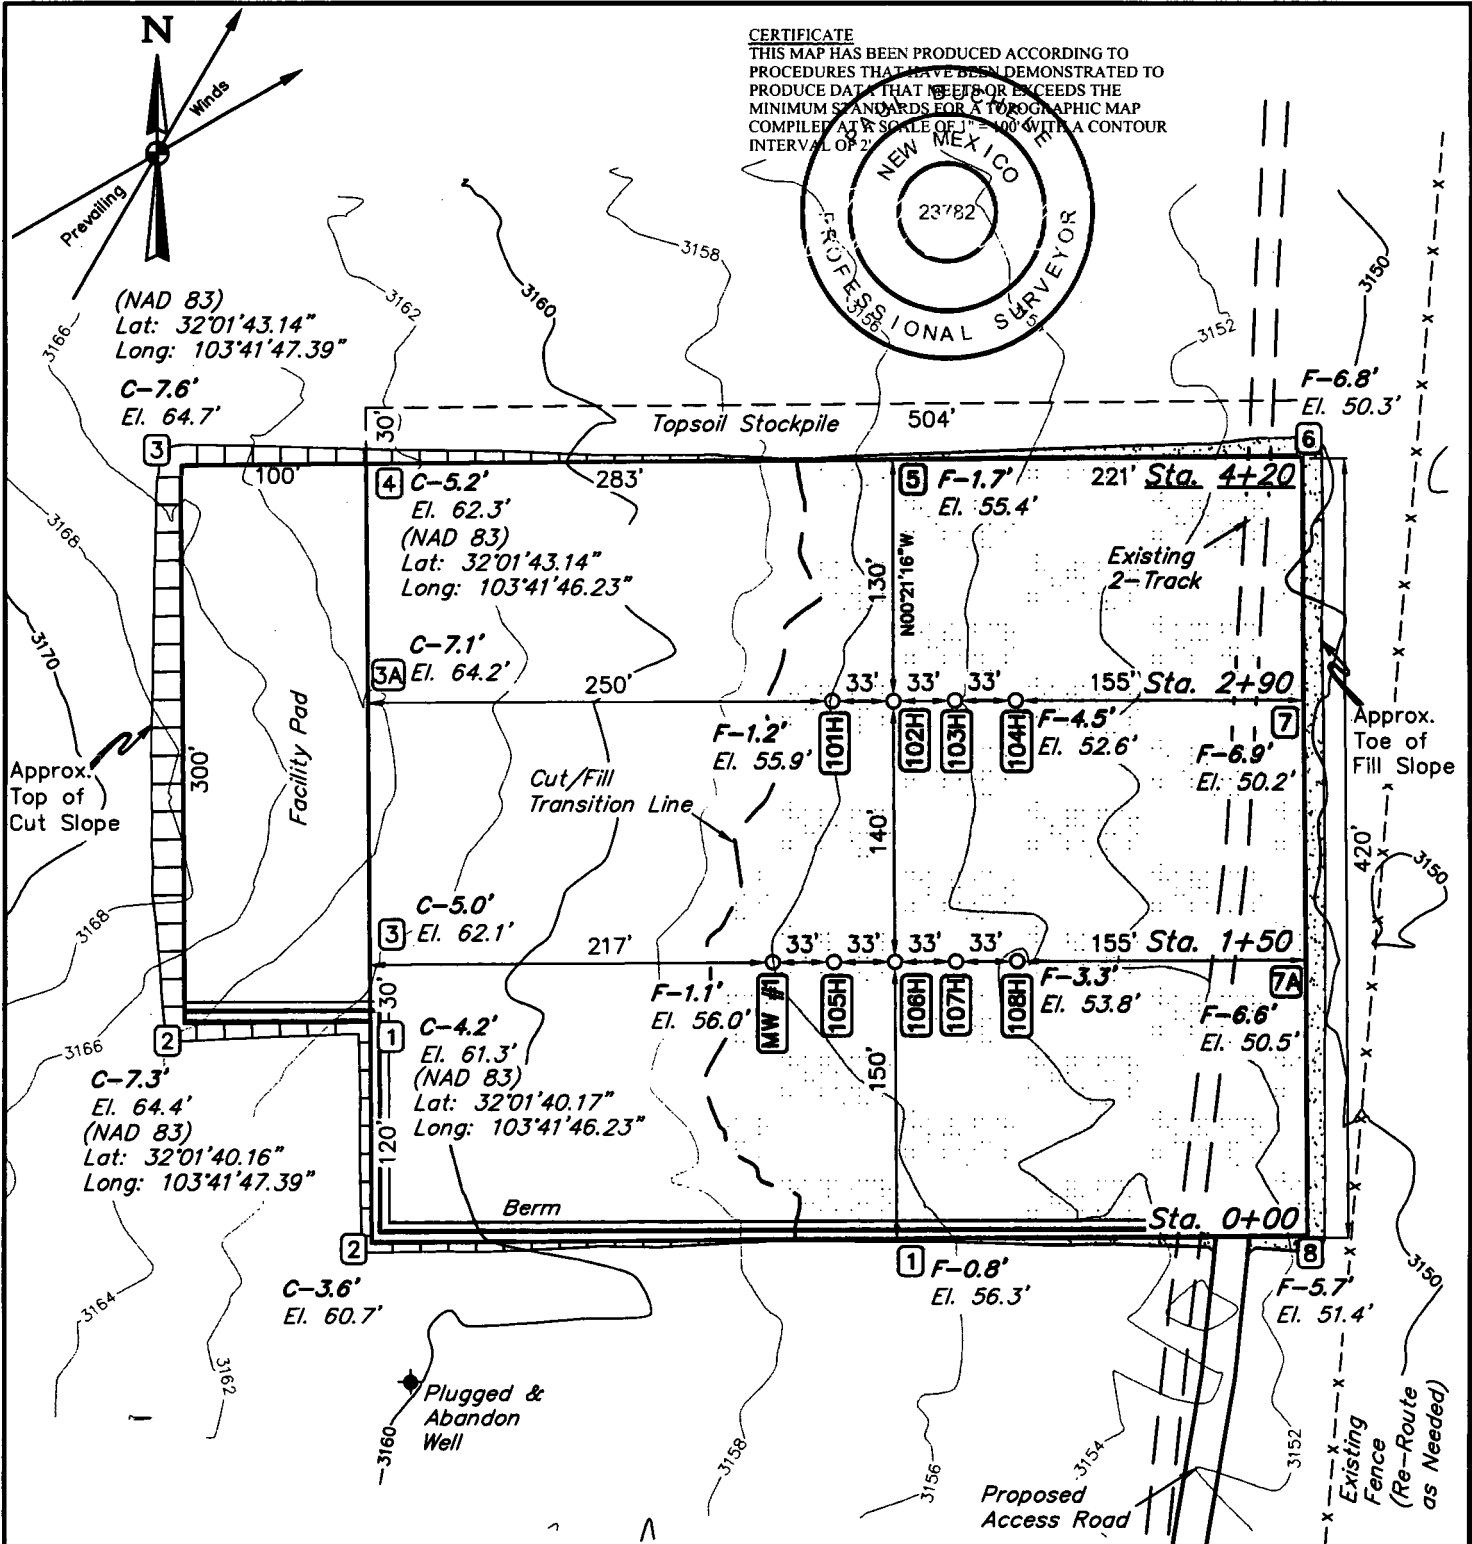 N
Winds
Prevailing
CERTIFICATE
THIS MAP HAS BEEN PRODUCED ACCORDING TO
PROCEDURES THAT HAVE BEEN DEMONSTRATED TO
PRODUCE DATA THAT MEETS OR EXCEEDS THE
MINIMUM STANDARDS FOR A TOPOGRAPHIC MAP
COMPILED AT A SCALE OF 1" = 100' WITH A CONTOUR
INTERVAL OF 2'
NEW MEXICO
23782
PROFESSIONAL SURVEYOR
3158
3160
3162
3166
3156
3152
3150
(NAD 83)
Lat: 32°01'43.14"
Long: 103°41'47.39"
C-7.6'
El. 64.7'
F-6.8'
El. 50.3'
30'
Topsoil Stockpile 504'
3
6
100'
4
C-5.2'
283'
5
F-1.7'
221' Sta. 4+20
El. 62.3'
El. 55.4'
(NAD 83)
Lat: 32°01'43.14"
Long: 103°41'46.23"
3168
N00°21'16"W
130'
Existing
2-Track
3170
C-7.1'
3A
El. 64.2'
250'
33'
33'
33'
155' Sta. 2+90
7
F-1.2'
El. 55.9'
101H
102H
103H
104H
F-4.5'
El. 52.6'
F-6.9'
El. 50.2'
Approx.
Toe of
Fill Slope
Approx.
Top of
Cut Slope
300'
Facility Pad
Cut/Fill
Transition Line
140'
420'
3150
3168
C-5.0'
3
El. 62.1'
217'
33'
33'
33'
33'
155' Sta. 1+50
7A
30'
F-1.1'
El. 56.0'
MW #1
105H
106H
107H
108H
F-3.3'
El. 53.8'
F-6.6'
El. 50.5'
2
1
3166
C-4.2'
El. 61.3'
(NAD 83)
Lat: 32°01'40.17"
Long: 103°41'46.23"
150'
C-7.3'
El. 64.4'
(NAD 83)
Lat: 32°01'40.16"
Long: 103°41'47.39"
120'
Berm
Sta. 0+00
2
1
8
F-0.8'
El. 56.3'
F-5.7'
El. 51.4'
C-3.6'
El. 60.7'
3150
3164
3162
Plugged &
Abandon
Well
3160
3158
3156
3154
3152
Proposed
Access Road
Existing
Fence
(Re-Route
as Needed)